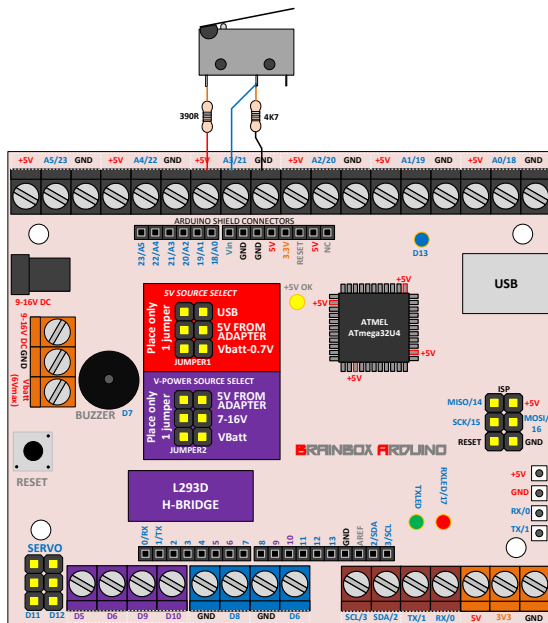 390R
4K7
+5V A5/23 GND +5V A4/22 GND +5V A3/21 GND +5V A2/20 GND +5V A1/19 GND +5V A0/18 GND
ARDUINO SHIELD CONNECTORS
23/A5
22/A4
21/A3
20/A2
19/A1
18/A0
Vin
GND
GND
5V
3.3V
RESET
5V
NC
D13
9-16V DC
USB
+5V OK
+5V
+5V
+5V
+5V
ATMEL
ATmega32U4
5V SOURCE SELECT
Place only
1 jumper
USB
5V FROM
ADAPTER
Vbatt-0.7V
JUMPER1
V-POWER SOURCE SELECT
Place only
1 jumper
5V FROM
ADAPTER
7-16V
VBatt
JUMPER2
9-16V DC
GND
Vbatt
(6Vmax)
BUZZER
D7
RESET
ISP
MISO/14
+5V
SCK/15
MOSI/
16
RESET
GND
BRAINBOX ARDUINO
L293D
H-BRIDGE
TXLED
RXLED/17
+5V
GND
RX/0
TX/1
0/RX
1/TX
2
3
4
5
6
7
8
9
10
11
12
13
GND
AREF
2/SDA
3/SCL
SERVO
D11 D12
D5 D6 D9 D10 GND D8 GND D6
SCL/3 SDA/2 TX/1 RX/0 5V 3V3 GND